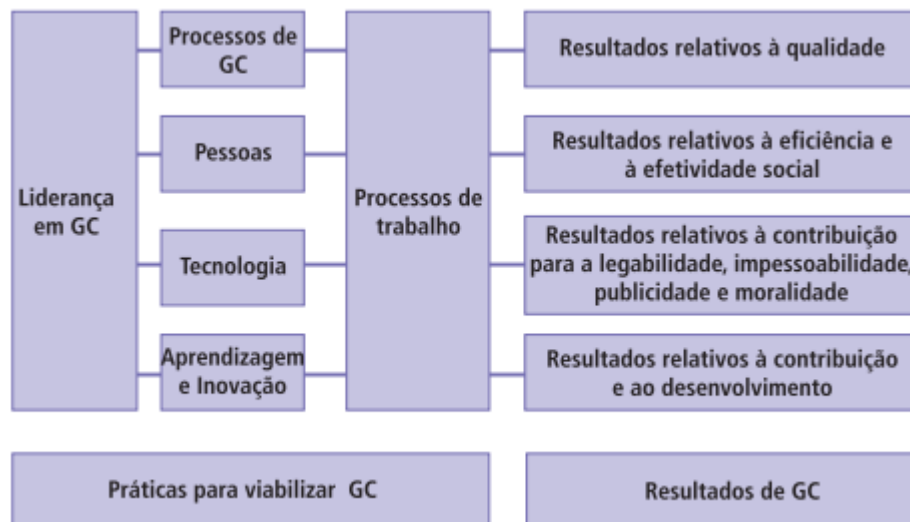 Liderança
em GC
Processos de
GC
Pessoas
Tecnologia
Aprendizagem
e Inovação
Processos de
trabalho
Resultados relativos à qualidade
Resultados relativos à eficiência e
à efetividade social
Resultados relativos à contribuição
para a legabilidade, impessoabilidade,
publicidade e moralidade
Resultados relativos à contribuição
e ao desenvolvimento
Práticas para viabilizar GC
Resultados de GC